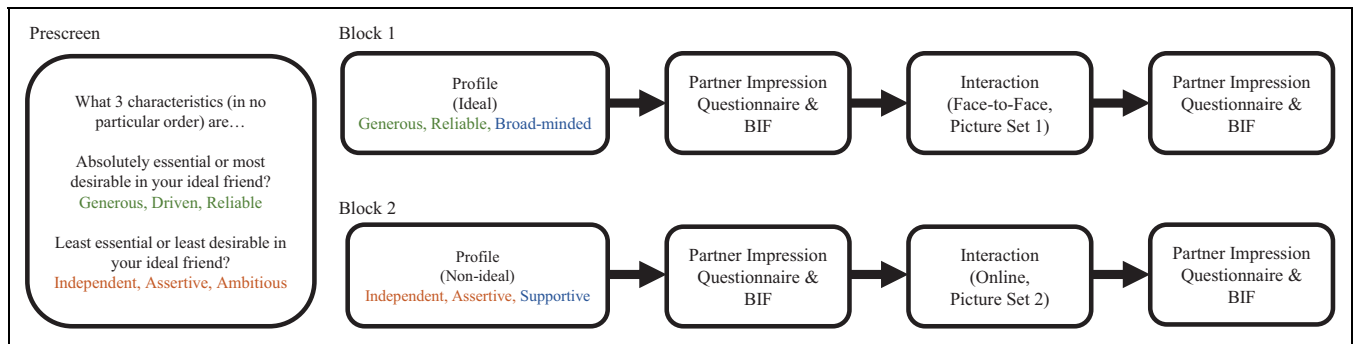 Prescreen
What 3 characteristics (in no
particular order) are…
Absolutely essential or most
desirable in your ideal friend?
Generous, Driven, Reliable
Least essential or least desirable in
your ideal friend?
Independent, Assertive, Ambitious
Block 1
Profile
(Ideal)
Generous, Reliable, Broad-minded
Partner Impression
Questionnaire &
BIF
Interaction
(Face-to-Face,
Picture Set 1)
Partner Impression
Questionnaire &
BIF
Block 2
Profile
(Non-ideal)
Independent, Assertive, Supportive
Partner Impression
Questionnaire &
BIF
Interaction
(Online,
Picture Set 2)
Partner Impression
Questionnaire &
BIF